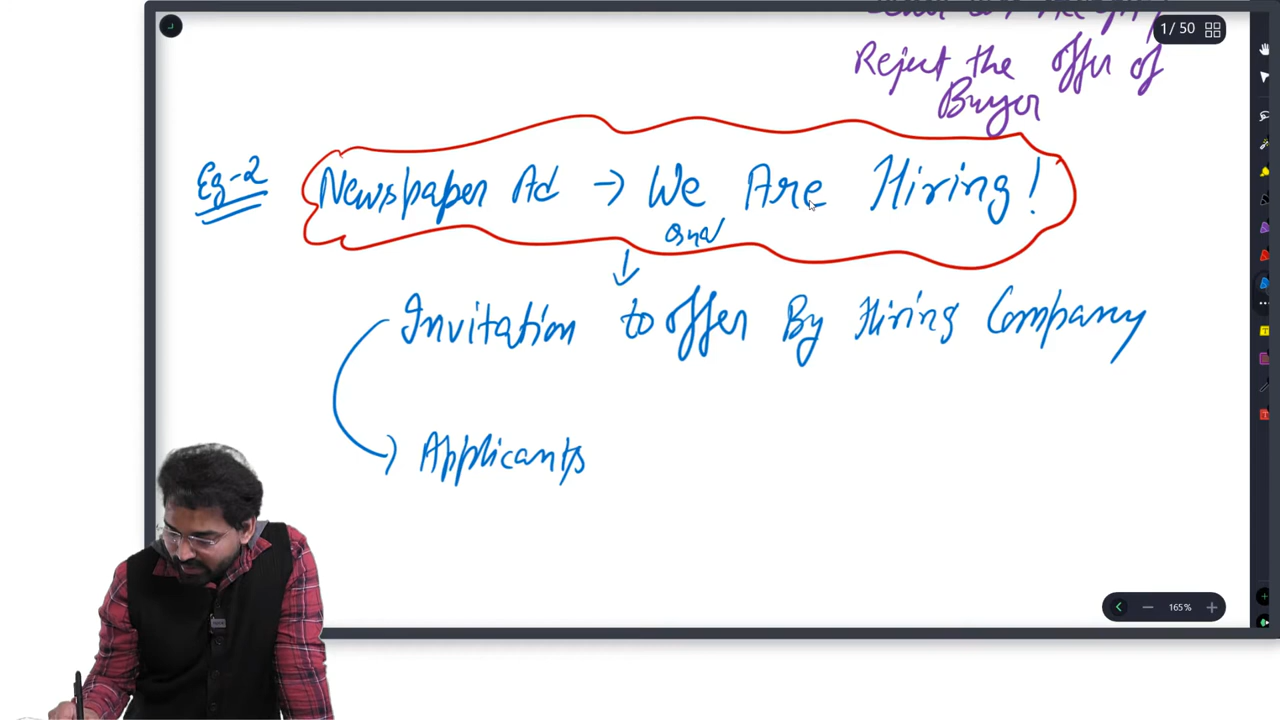 1 / 50
Reject the offer of
Buyer
Eg-2 Newspaper Ad → We Are Hiring!
Invitation to offer By Hiring Company
Applicants
165%